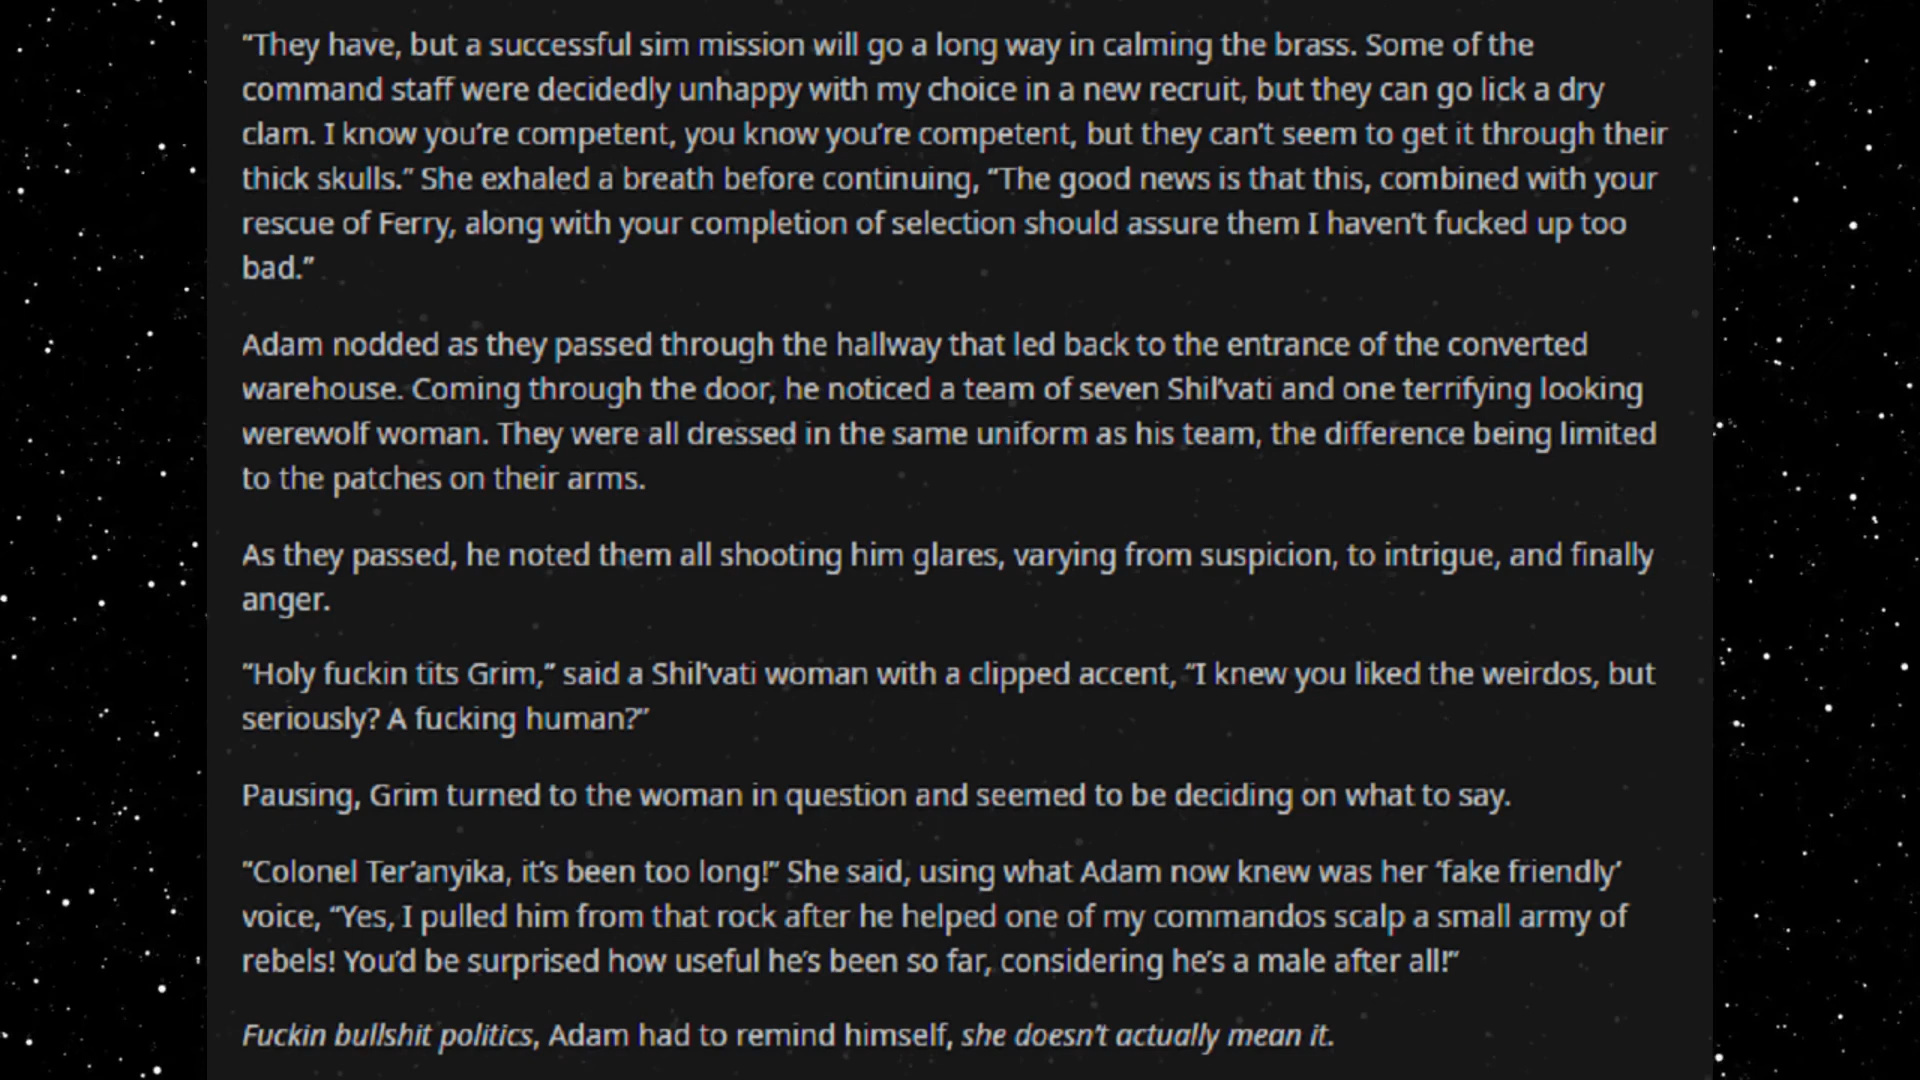 “They have, but a successful sim mission will go a long way in calming the brass. Some of the
command staff were decidedly unhappy with my choice in a new recruit, but they can go lick a dry
clam. I know you’re competent, you know you’re competent, but they can’t seem to get it through their
thick skulls.” She exhaled a breath before continuing, “The good news is that this, combined with your
rescue of Ferry, along with your completion of selection should assure them I haven’t fucked up too
bad.”
Adam nodded as they passed through the hallway that led back to the entrance of the converted
warehouse. Coming through the door, he noticed a team of seven Shil’vati and one terrifying looking
werewolf woman. They were all dressed in the same uniform as his team, the difference being limited
to the patches on their arms.
As they passed, he noted them all shooting him glares, varying from suspicion, to intrigue, and finally
anger.
“Holy fuckin tits Grim,” said a Shil’vati woman with a clipped accent, “I knew you liked the weirdos, but
seriously? A fucking human?”
Pausing, Grim turned to the woman in question and seemed to be deciding on what to say.
“Colonel Ter’anyika, it’s been too long!” She said, using what Adam now knew was her ‘fake friendly’
voice, “Yes, I pulled him from that rock after he helped one of my commandos scalp a small army of
rebels! You’d be surprised how useful he’s been so far, considering he’s a male after all!”
Fuckin bullshit politics, Adam had to remind himself, she doesn’t actually mean it.